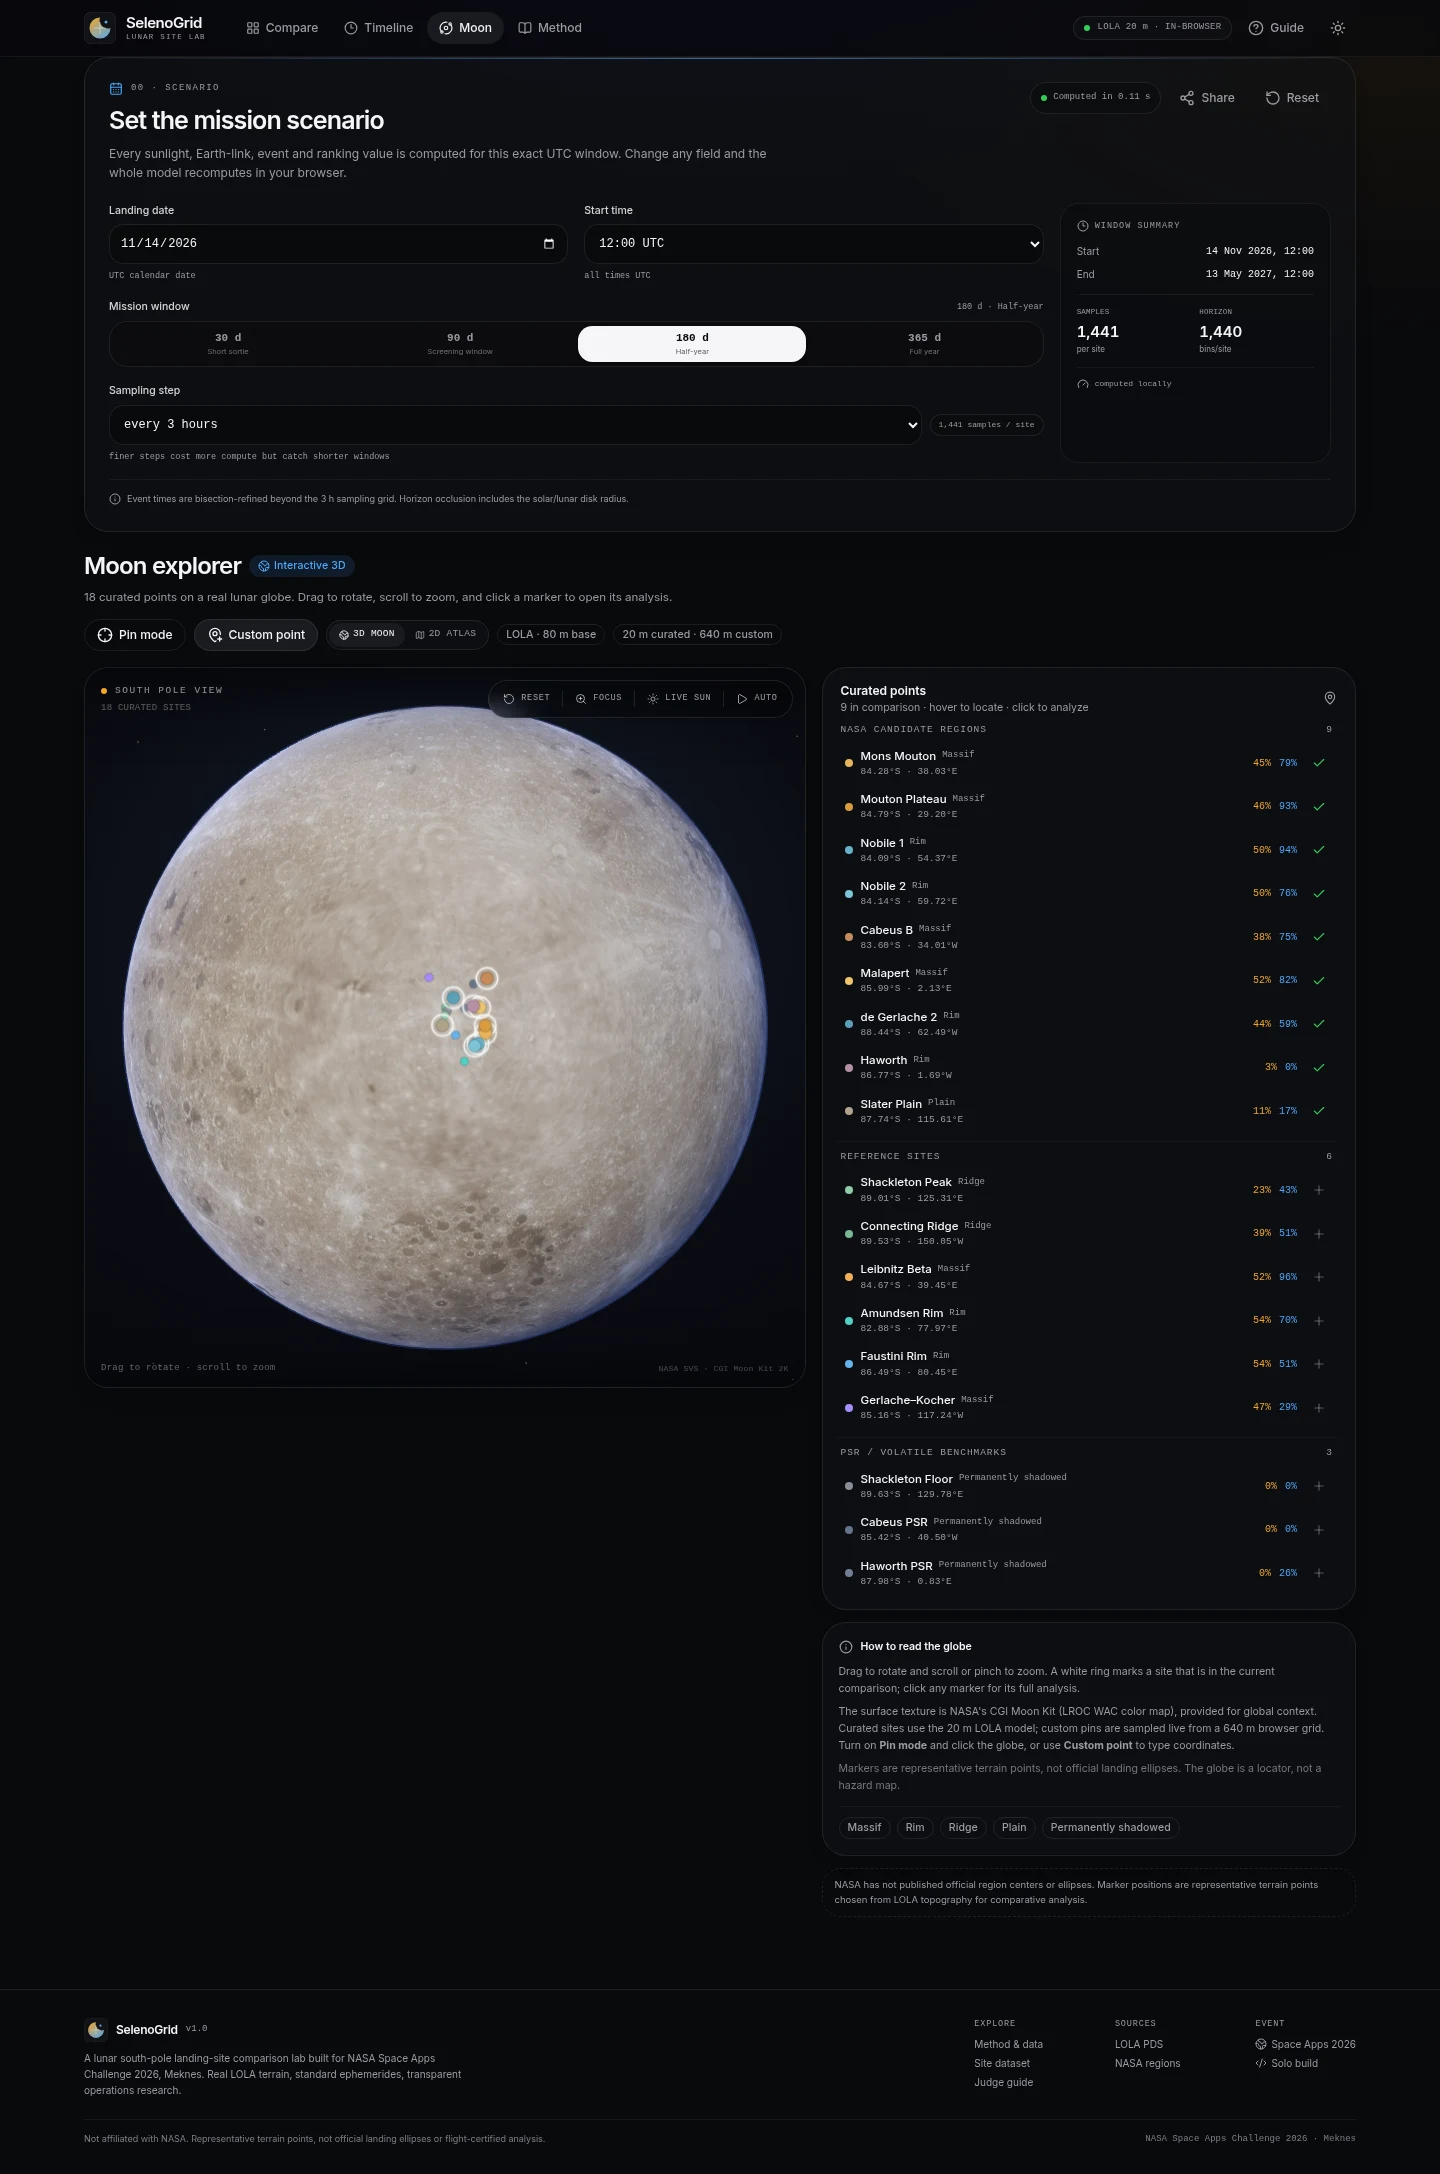 SelenoGrid
LUNAR SITE LAB
Compare
Timeline
Moon
Method
LOLA 20 m · IN-BROWSER
Guide
00 · SCENARIO
Computed in 0.11 s
Share
Reset
Set the mission scenario
Every sunlight, Earth-link, event and ranking value is computed for this exact UTC window. Change any field and the
whole model recomputes in your browser.
Landing date
11/14/2026
UTC calendar date
Start time
12:00 UTC
all times UTC
Mission window
180 d · Half-year
30 d
Short sortie
90 d
Screening window
180 d
Half-year
365 d
Full year
Sampling step
every 3 hours
1,441 samples / site
finer steps cost more compute but catch shorter windows
WINDOW SUMMARY
Start 14 Nov 2026, 12:00
End 13 May 2027, 12:00
SAMPLES
1,441
per site
HORIZON
1,440
bins/site
computed locally
Event times are bisection-refined beyond the 3 h sampling grid. Horizon occlusion includes the solar/lunar disk radius.
Moon explorer
Interactive 3D
18 curated points on a real lunar globe. Drag to rotate, scroll to zoom, and click a marker to open its analysis.
Pin mode
Custom point
3D MOON
2D ATLAS
LOLA · 80 m base
20 m curated · 640 m custom
SOUTH POLE VIEW
18 CURATED SITES
RESET
FOCUS
LIVE SUN
AUTO
Drag to rotate · scroll to zoom
NASA SVS · CGI Moon Kit 2K
Curated points
9 in comparison · hover to locate · click to analyze
NASA CANDIDATE REGIONS 9
Mons Mouton Massif
84.28°S · 38.03°E
45% 79%
Mouton Plateau Massif
84.79°S · 29.20°E
46% 93%
Nobile 1 Rim
84.09°S · 54.37°E
50% 94%
Nobile 2 Rim
84.14°S · 59.72°E
50% 76%
Cabeus B Massif
83.60°S · 34.01°W
38% 75%
Malapert Massif
85.99°S · 2.13°E
52% 82%
de Gerlache 2 Rim
88.44°S · 62.49°W
44% 59%
Haworth Rim
86.77°S · 1.69°W
3% 0%
Slater Plain Plain
87.74°S · 115.61°E
11% 17%
REFERENCE SITES 6
Shackleton Peak Ridge
89.01°S · 125.31°E
23% 43%
Connecting Ridge Ridge
89.53°S · 150.05°W
39% 51%
Leibnitz Beta Massif
84.67°S · 39.45°E
52% 96%
Amundsen Rim Rim
82.88°S · 77.97°E
54% 70%
Faustini Rim Rim
86.49°S · 80.45°E
54% 51%
Gerlache–Kocher Massif
85.16°S · 117.24°W
47% 29%
PSR / VOLATILE BENCHMARKS 3
Shackleton Floor Permanently shadowed
89.63°S · 129.78°E
0% 0%
Cabeus PSR Permanently shadowed
85.42°S · 40.50°W
0% 0%
Haworth PSR Permanently shadowed
87.98°S · 0.83°E
0% 26%
How to read the globe
Drag to rotate and scroll or pinch to zoom. A white ring marks a site that is in the current
comparison; click any marker for its full analysis.
The surface texture is NASA's CGI Moon Kit (LROC WAC color map), provided for global context.
Curated sites use the 20 m LOLA model; custom pins are sampled live from a 640 m browser grid.
Turn on Pin mode and click the globe, or use Custom point to type coordinates.
Markers are representative terrain points, not official landing ellipses. The globe is a locator, not a
hazard map.
Massif
Rim
Ridge
Plain
Permanently shadowed
NASA has not published official region centers or ellipses. Marker positions are representative terrain points
chosen from LOLA topography for comparative analysis.
SelenoGrid v1.0
A lunar south-pole landing-site comparison lab built for NASA Space Apps
Challenge 2026, Meknes. Real LOLA terrain, standard ephemerides, transparent
operations research.
EXPLORE
Method & data
Site dataset
Judge guide
SOURCES
LOLA PDS
NASA regions
EVENT
Space Apps 2026
Solo build
Not affiliated with NASA. Representative terrain points, not official landing ellipses or flight-certified analysis.
NASA Space Apps Challenge 2026 · Meknes